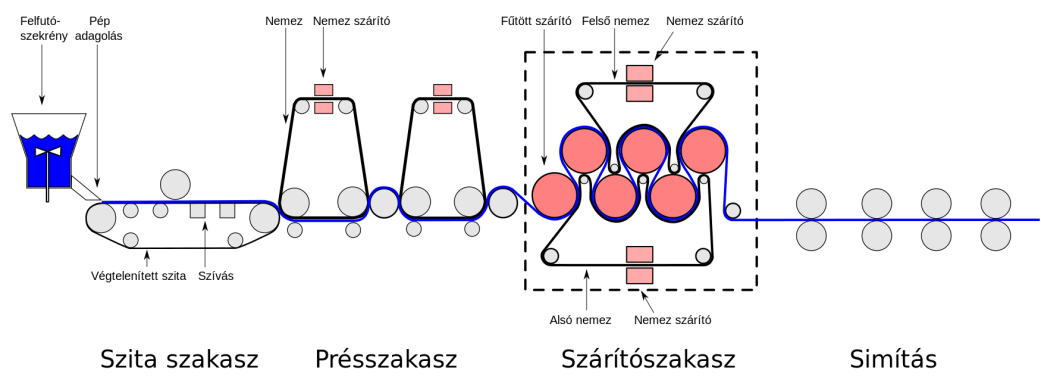 Felfutó-
szekrény
Pép
adagolás
Nemez
Nemez szárító
Fűtött szárító
Felső nemez
Nemez szárító
Végtelenített szita
Szívás
Alsó nemez
Nemez szárító
Szita szakasz
Présszakasz
Szárítószakasz
Simítás